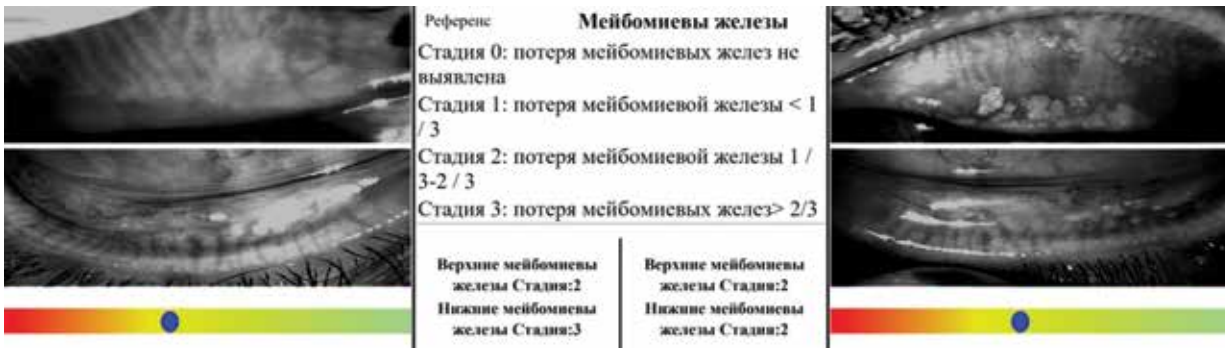 Референс Мейбомиевы железы
Стадия 0: потеря мейбомиевых желез не
выявлена
Стадия 1: потеря мейбомиевой железы < 1
/ 3
Стадия 2: потеря мейбомиевой железы 1 /
3-2 / 3
Стадия 3: потеря мейбомиевых желез> 2/3
Верхние мейбомиевы
железы Стадия:2
Нижние мейбомиевы
железы Стадия:3
Верхние мейбомиевы
железы Стадия:2
Нижние мейбомиевы
железы Стадия:2